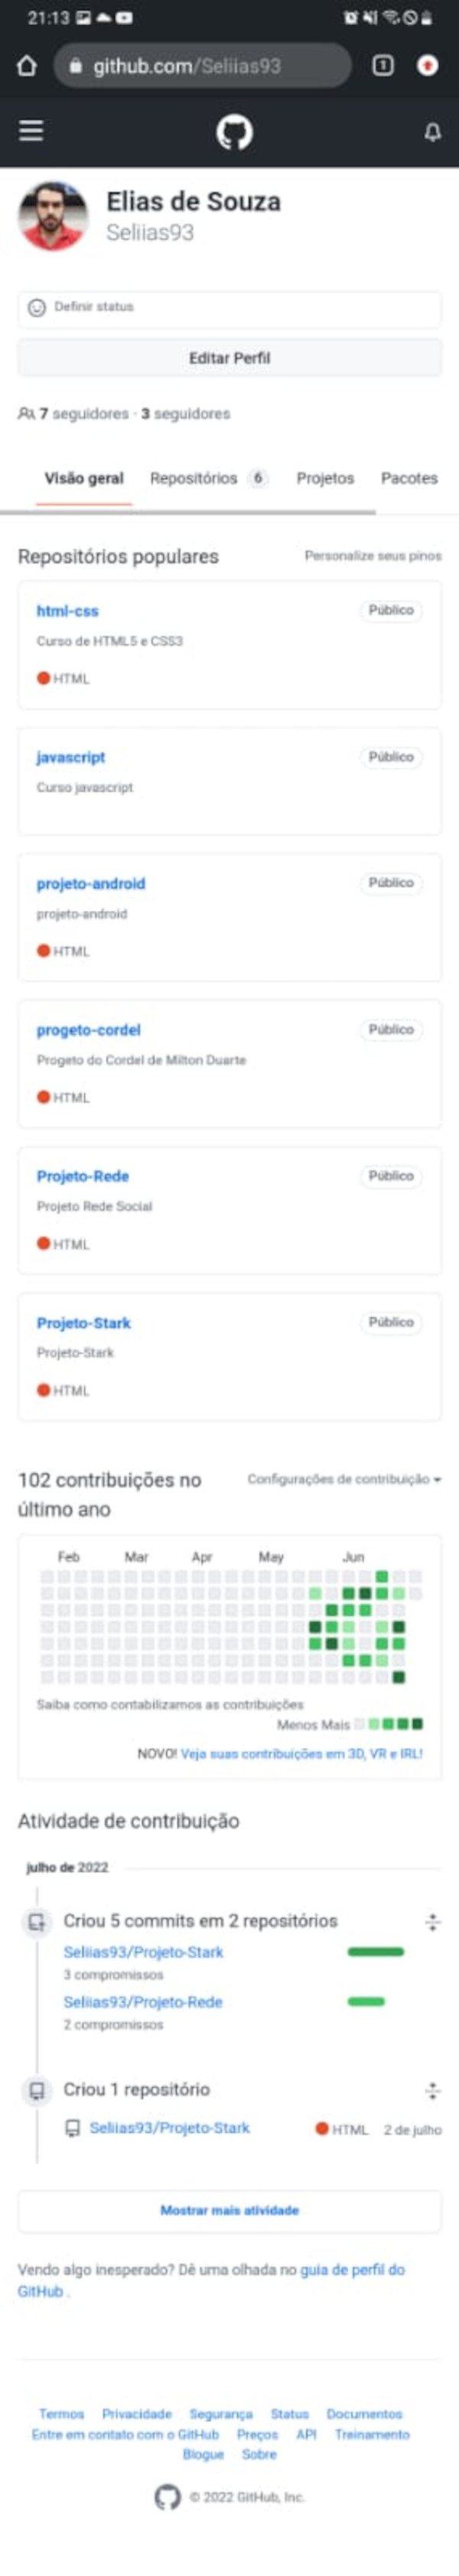 21:13
github.com/Seliias93
1
Elias de Souza
Seliias93
Definir status
Editar Perfil
7 seguidores · 3 seguidores
Visão geral Repositórios 6 Projetos Pacotes
Repositórios populares Personalize seus pinos
html-css Público
Curso de HTML5 e CSS3
HTML
javascript Público
Curso javascript
projeto-android Público
projeto-android
HTML
progeto-cordel Público
Progeto do Cordel de Milton Duarte
HTML
Projeto-Rede Público
Projeto Rede Social
HTML
Projeto-Stark Público
Projeto-Stark
HTML
102 contribuições no Configurações de contribuição
último ano
Feb Mar Apr May Jun
Saiba como contabilizamos as contribuições
Menos Mais
NOVO! Veja suas contribuições em 3D, VR e IRL!
Atividade de contribuição
julho de 2022
Criou 5 commits em 2 repositórios
Seliias93/Projeto-Stark
3 compromissos
Seliias93/Projeto-Rede
2 compromissos
Criou 1 repositório
Seliias93/Projeto-Stark HTML 2 de julho
Mostrar mais atividade
Vendo algo inesperado? Dê uma olhada no guia de perfil do
GitHub .
Termos Privacidade Segurança Status Documentos
Entre em contato com o GitHub Preços API Treinamento
Blogue Sobre
© 2022 GitHub, Inc.